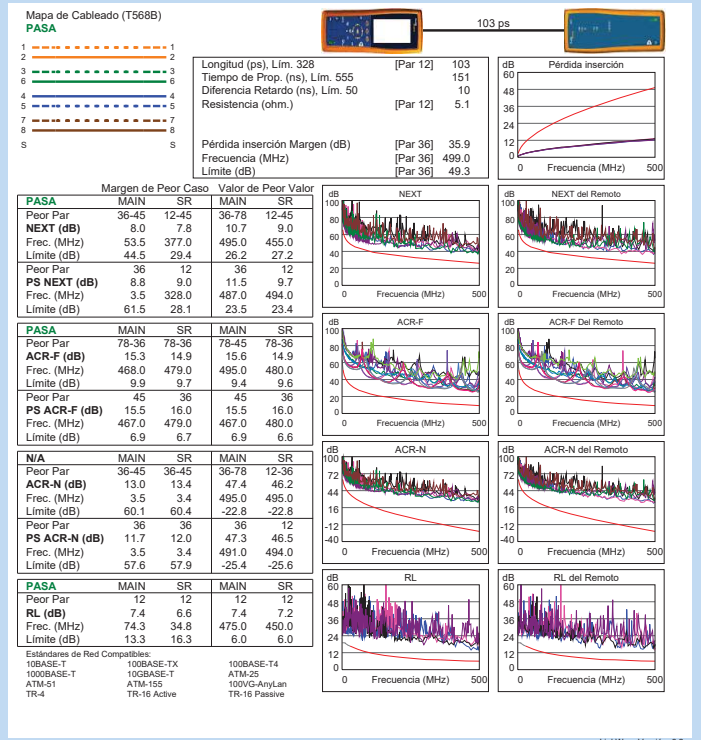 Mapa de Cableado (T568B)
PASA
103 ps
1 1
2 2
3 3
6 6
4 4
5 5
7 7
8 8
S S
Longitud (ps), Lím. 328 [Par 12] 103
Tiempo de Prop. (ns), Lím. 555 151
Diferencia Retardo (ns), Lím. 50 10
Resistencia (ohm.) [Par 12] 5.1
Pérdida inserción Margen (dB) [Par 36] 35.9
Frecuencia (MHz) [Par 36] 499.0
Límite (dB) [Par 36] 49.3
dB Pérdida inserción
60
48
36
24
12
0
0 Frecuencia (MHz) 500
Margen de Peor Caso Valor de Peor Valor
PASA MAIN SR MAIN SR
Peor Par 36-45 12-45 36-78 12-45
NEXT (dB) 8.0 7.8 10.7 9.0
Frec. (MHz) 53.5 377.0 495.0 455.0
Límite (dB) 44.5 29.4 26.2 27.2
Peor Par 36 12 36 12
PS NEXT (dB) 8.8 9.0 11.5 9.7
Frec. (MHz) 3.5 328.0 487.0 494.0
Límite (dB) 61.5 28.1 23.5 23.4
PASA MAIN SR MAIN SR
Peor Par 78-36 78-36 78-45 78-36
ACR-F (dB) 15.3 14.9 15.6 14.9
Frec. (MHz) 468.0 479.0 495.0 480.0
Límite (dB) 9.9 9.7 9.4 9.6
Peor Par 45 36 45 36
PS ACR-F (dB) 15.5 16.0 15.5 16.0
Frec. (MHz) 467.0 479.0 467.0 480.0
Límite (dB) 6.9 6.7 6.9 6.6
N/A MAIN SR MAIN SR
Peor Par 36-45 36-45 36-78 12-36
ACR-N (dB) 13.0 13.4 47.4 46.2
Frec. (MHz) 3.5 3.4 495.0 495.0
Límite (dB) 60.1 60.4 -22.8 -22.8
Peor Par 36 36 36 12
PS ACR-N (dB) 11.7 12.0 47.3 46.5
Frec. (MHz) 3.5 3.4 491.0 494.0
Límite (dB) 57.6 57.9 -25.4 -25.6
PASA MAIN SR MAIN SR
Peor Par 12 12 12 12
RL (dB) 7.4 6.6 7.4 7.2
Frec. (MHz) 74.3 34.8 475.0 450.0
Límite (dB) 13.3 16.3 6.0 6.0
Estándares de Red Compatibles:
10BASE-T 100BASE-TX 100BASE-T4
1000BASE-T 10GBASE-T ATM-25
ATM-51 ATM-155 100VG-AnyLan
TR-4 TR-16 Active TR-16 Passive
dB NEXT
100
80
60
40
20
0
0 Frecuencia (MHz) 500
dB NEXT del Remoto
100
80
60
40
20
0
0 Frecuencia (MHz) 500
dB ACR-F
100
80
60
40
20
0
0 Frecuencia (MHz) 500
dB ACR-F Del Remoto
100
80
60
40
20
0
0 Frecuencia (MHz) 500
dB ACR-N
100
72
44
16
-12
-40
0 Frecuencia (MHz) 500
dB ACR-N del Remoto
100
72
44
16
-12
-40
0 Frecuencia (MHz) 500
dB RL
60
48
36
24
12
0
0 Frecuencia (MHz) 500
dB RL del Remoto
60
48
36
24
12
0
0 Frecuencia (MHz) 500